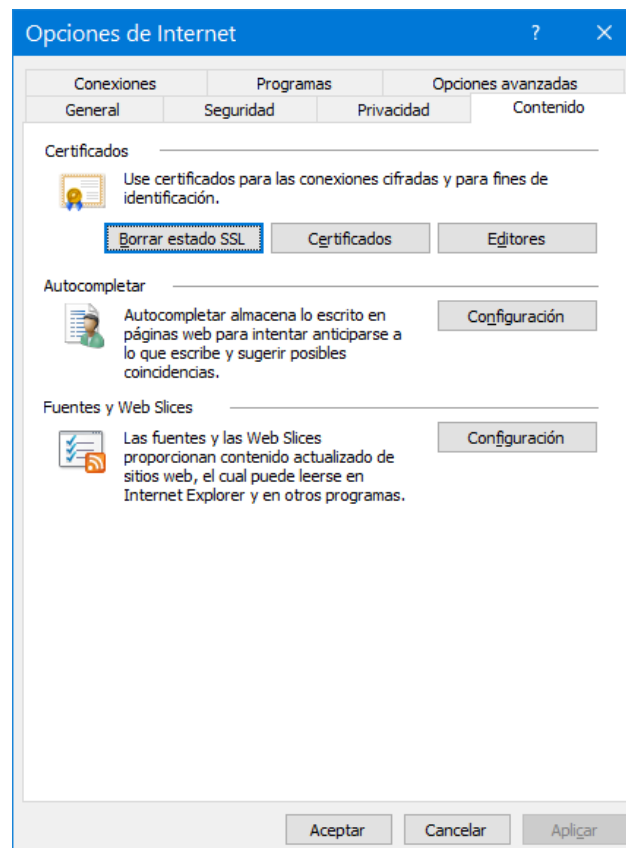 Opciones de Internet ? ×
Conexiones Programas Opciones avanzadas
General Seguridad Privacidad Contenido
Certificados
Use certificados para las conexiones cifradas y para fines de
identificación.
Borrar estado SSL Certificados Editores
Autocompletar
Autocompletar almacena lo escrito en
páginas web para intentar anticiparse a
lo que escribe y sugerir posibles
coincidencias.
Configuración
Fuentes y Web Slices
Las fuentes y las Web Slices
proporcionan contenido actualizado de
sitios web, el cual puede leerse en
Internet Explorer y en otros programas.
Configuración
Aceptar Cancelar Aplicar